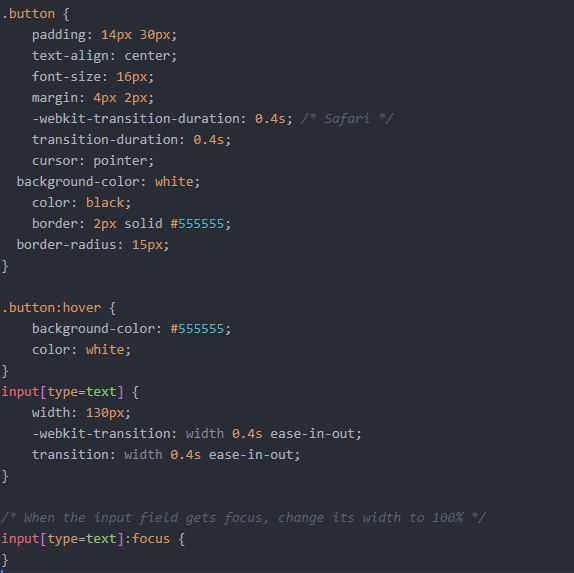 .button {
    padding: 14px 30px;
    text-align: center;
    font-size: 16px;
    margin: 4px 2px;
    -webkit-transition-duration: 0.4s; /* Safari */
    transition-duration: 0.4s;
    cursor: pointer;
  background-color: white;
    color: black;
    border: 2px solid #555555;
  border-radius: 15px;
}

.button:hover {
    background-color: #555555;
    color: white;
}
input[type=text] {
    width: 130px;
    -webkit-transition: width 0.4s ease-in-out;
    transition: width 0.4s ease-in-out;
}

/* When the input field gets focus, change its width to 100% */
input[type=text]:focus {
}